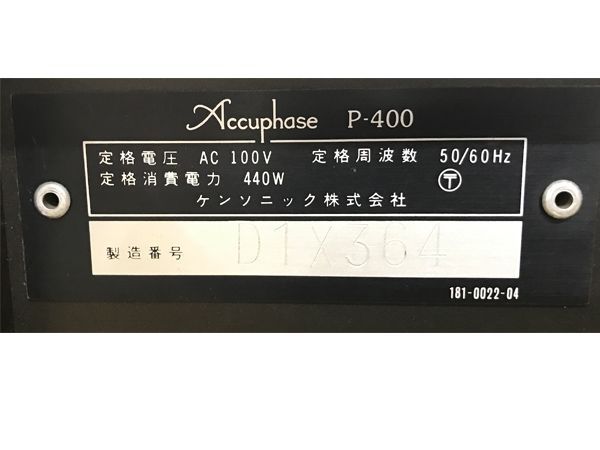 Accuphase P-400
定格電圧 AC 100V 定格周波数 50/60Hz
定格消費電力 440W 〒
ケンソニック株式会社
製造番号 D1X364
181-0022-04